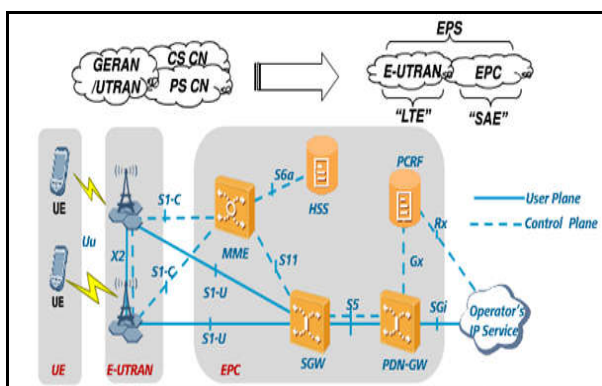 EPS
GERAN
/UTRAN
CS CN
PS CN
E-UTRAN
EPC
"LTE"
"SAE"
UE
Uu
UE
X2
S1-C
S1-C
S1-U
S1-U
MME
S6a
HSS
S11
SGW
S5
PCRF
Gx
Rx
PDN-GW
SGi
Operator's
IP Service
User Plane
Control Plane
UE
E-UTRAN
EPC